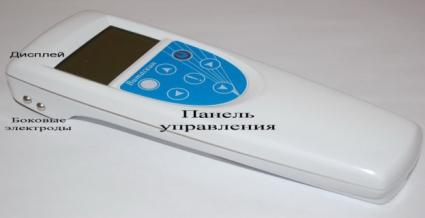 Дисплей
Боковые
электроды
Панель
управления